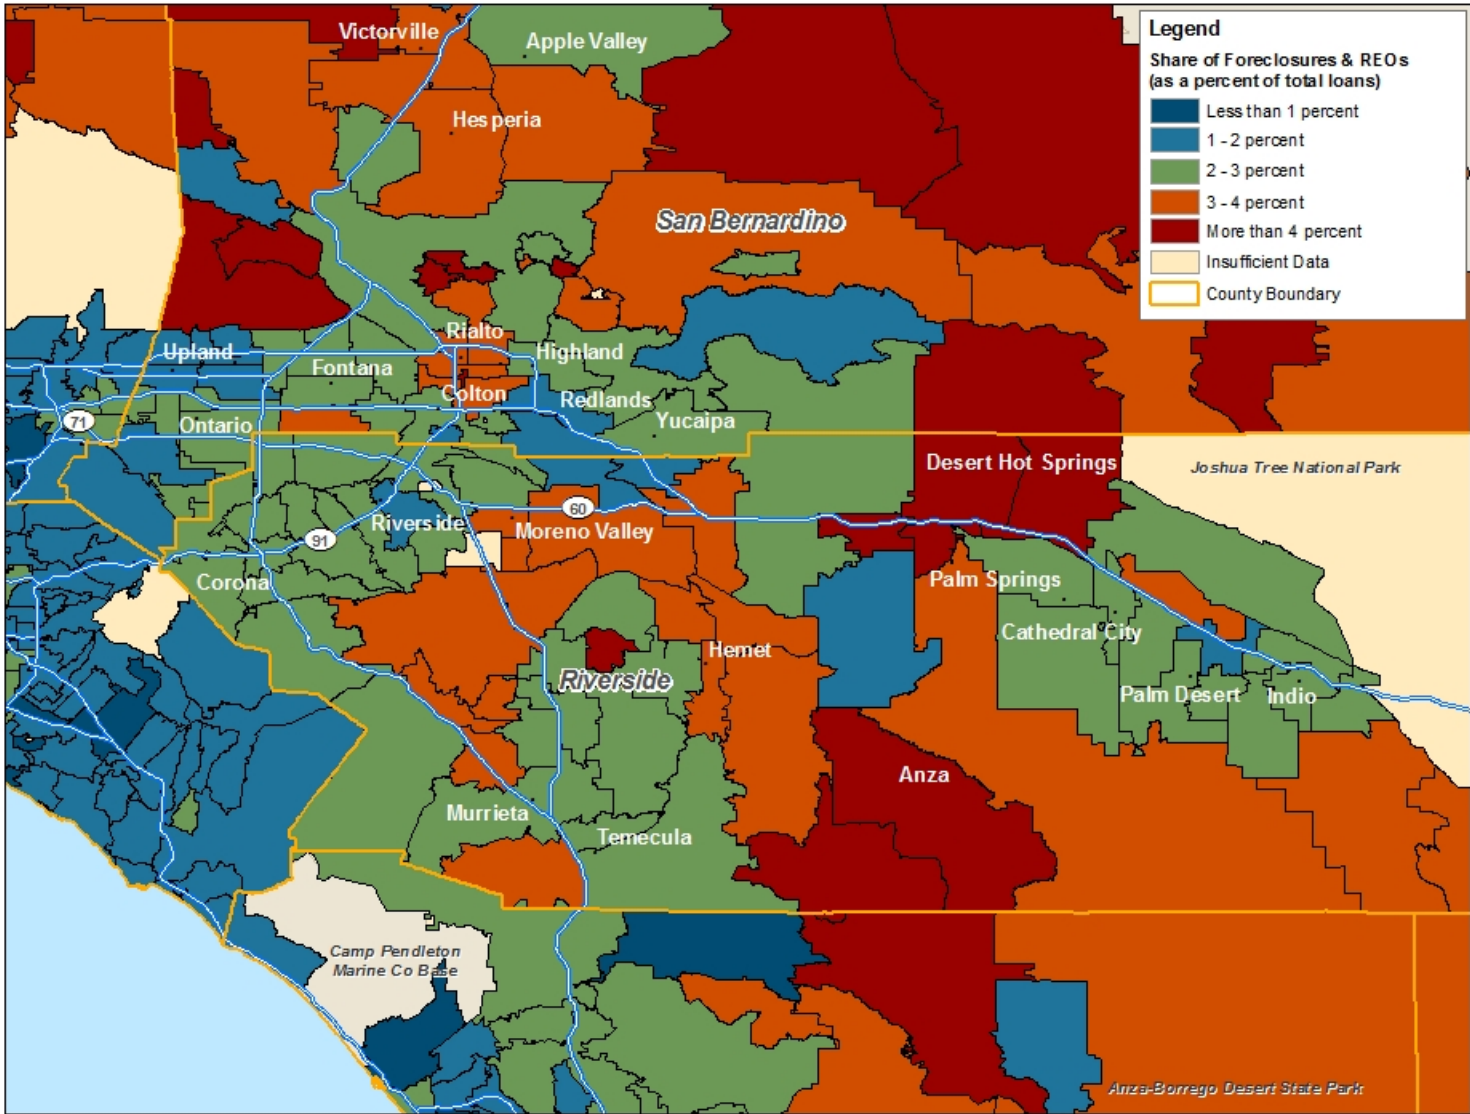 Legend
Share of Foreclosures & REOs
(as a percent of total loans)
Less than 1 percent
1 - 2 percent
2 - 3 percent
3 - 4 percent
More than 4 percent
Insufficient Data
County Boundary
Victorville
Apple Valley
Hesperia
San Bernardino
Rialto
Upland
Highland
Fontana
Colton
Redlands
71
Ontario
Yucaipa
Desert Hot Springs
Joshua Tree National Park
60
Riverside
Moreno Valley
91
Corona
Palm Springs
Cathedral City
Hemet
Riverside
Palm Desert
Indio
Anza
Murrieta
Temecula
Camp Pendleton
Marine Co Base
Anza-Borrego Desert State Park